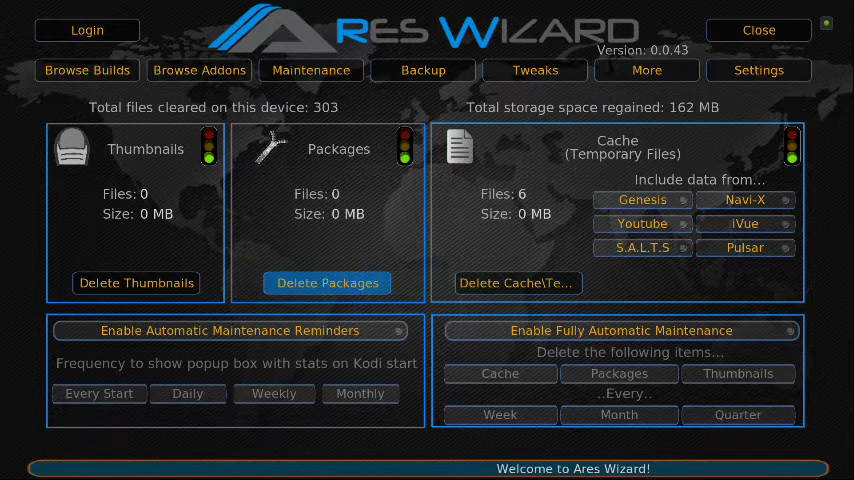 Login
ARES WIZARD
Close
Version: 0.0.43
Browse Builds
Browse Addons
Maintenance
Backup
Tweaks
More
Settings
Total files cleared on this device: 303
Total storage space regained: 162 MB
Thumbnails
Files: 0
Size: 0 MB
Delete Thumbnails
Packages
Files: 0
Size: 0 MB
Delete Packages
Cache
(Temporary Files)
Files: 6
Size: 0 MB
Include data from...
Genesis
Navi-X
Youtube
iVue
S.A.L.T.S
Pulsar
Delete Cache\Te...
Enable Automatic Maintenance Reminders
Frequency to show popup box with stats on Kodi start
Every Start
Daily
Weekly
Monthly
Enable Fully Automatic Maintenance
Delete the following items...
Cache
Packages
Thumbnails
..Every..
Week
Month
Quarter
Welcome to Ares Wizard!